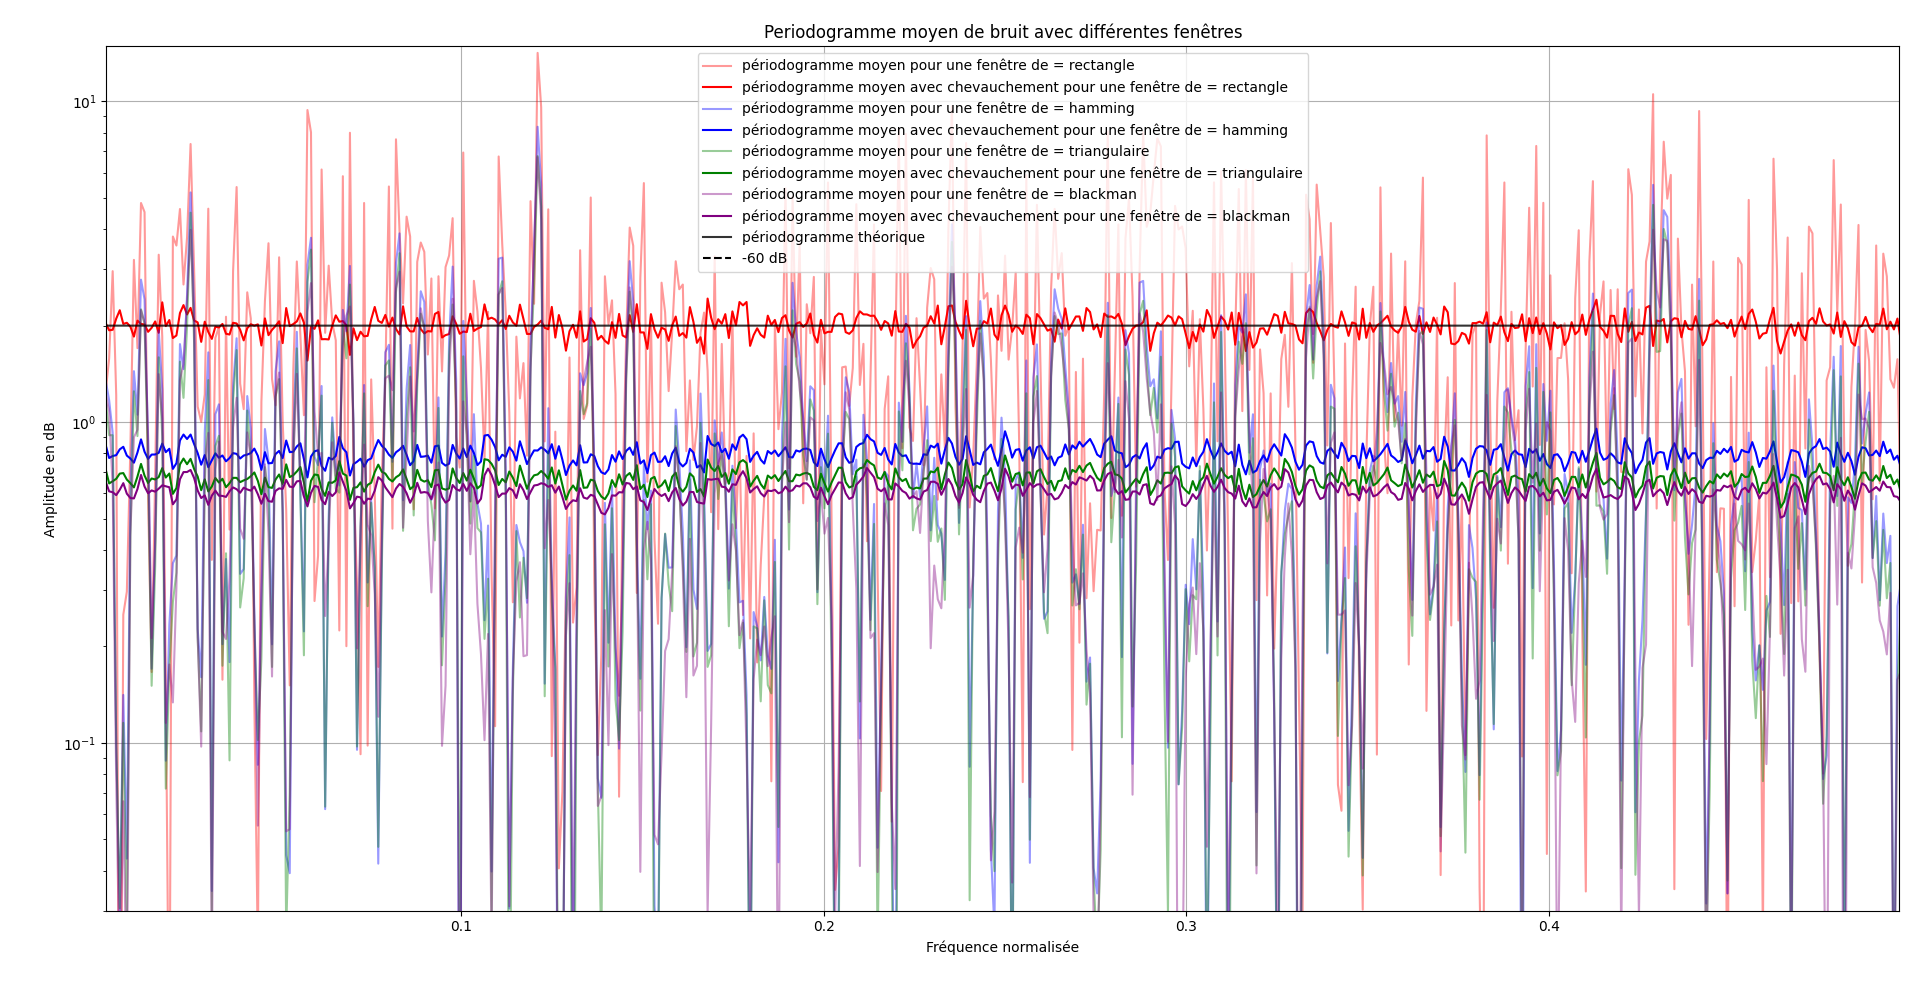 Periodogramme moyen de bruit avec différentes fenêtres
périodogramme moyen pour une fenêtre de = rectangle
périodogramme moyen avec chevauchement pour une fenêtre de = rectangle
périodogramme moyen pour une fenêtre de = hamming
périodogramme moyen avec chevauchement pour une fenêtre de = hamming
périodogramme moyen pour une fenêtre de = triangulaire
périodogramme moyen avec chevauchement pour une fenêtre de = triangulaire
périodogramme moyen pour une fenêtre de = blackman
périodogramme moyen avec chevauchement pour une fenêtre de = blackman
périodogramme théorique
-60 dB
Amplitude en dB
10¹
10⁰
10⁻¹
0.1
0.2
0.3
0.4
Fréquence normalisée